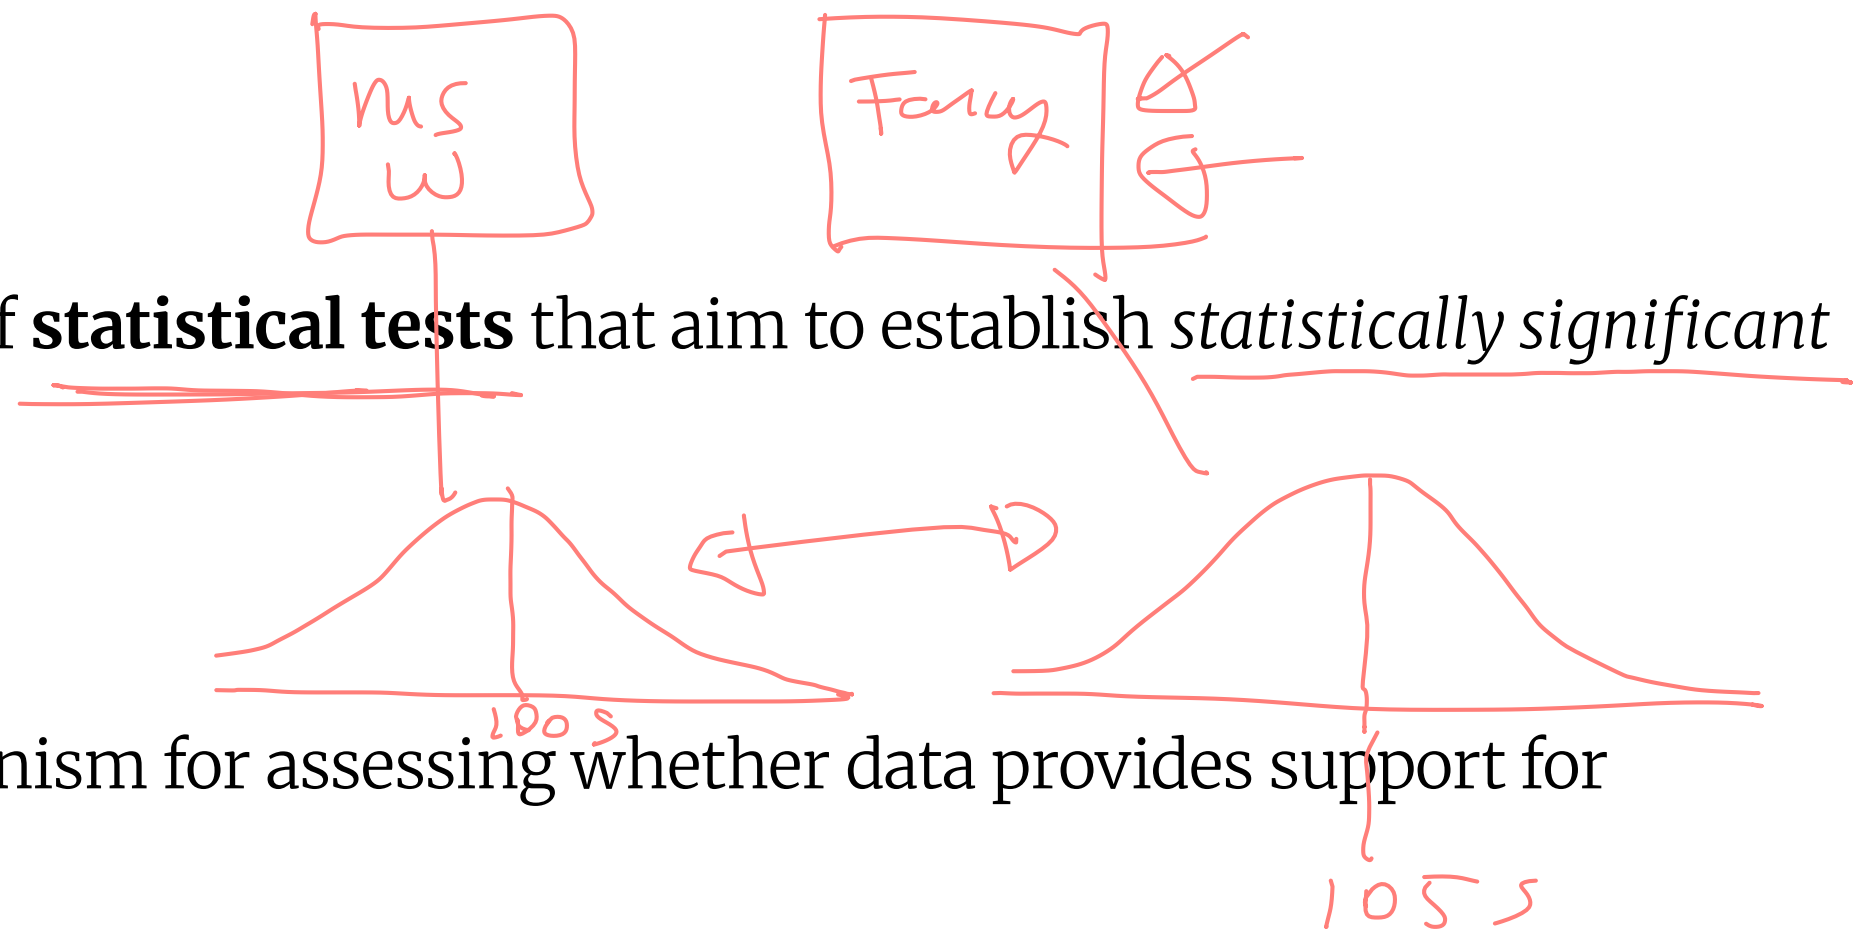 MS
W
Fancy
f statistical tests that aim to establish statistically significant
100 s
nism for assessing whether data provides support for
105 s